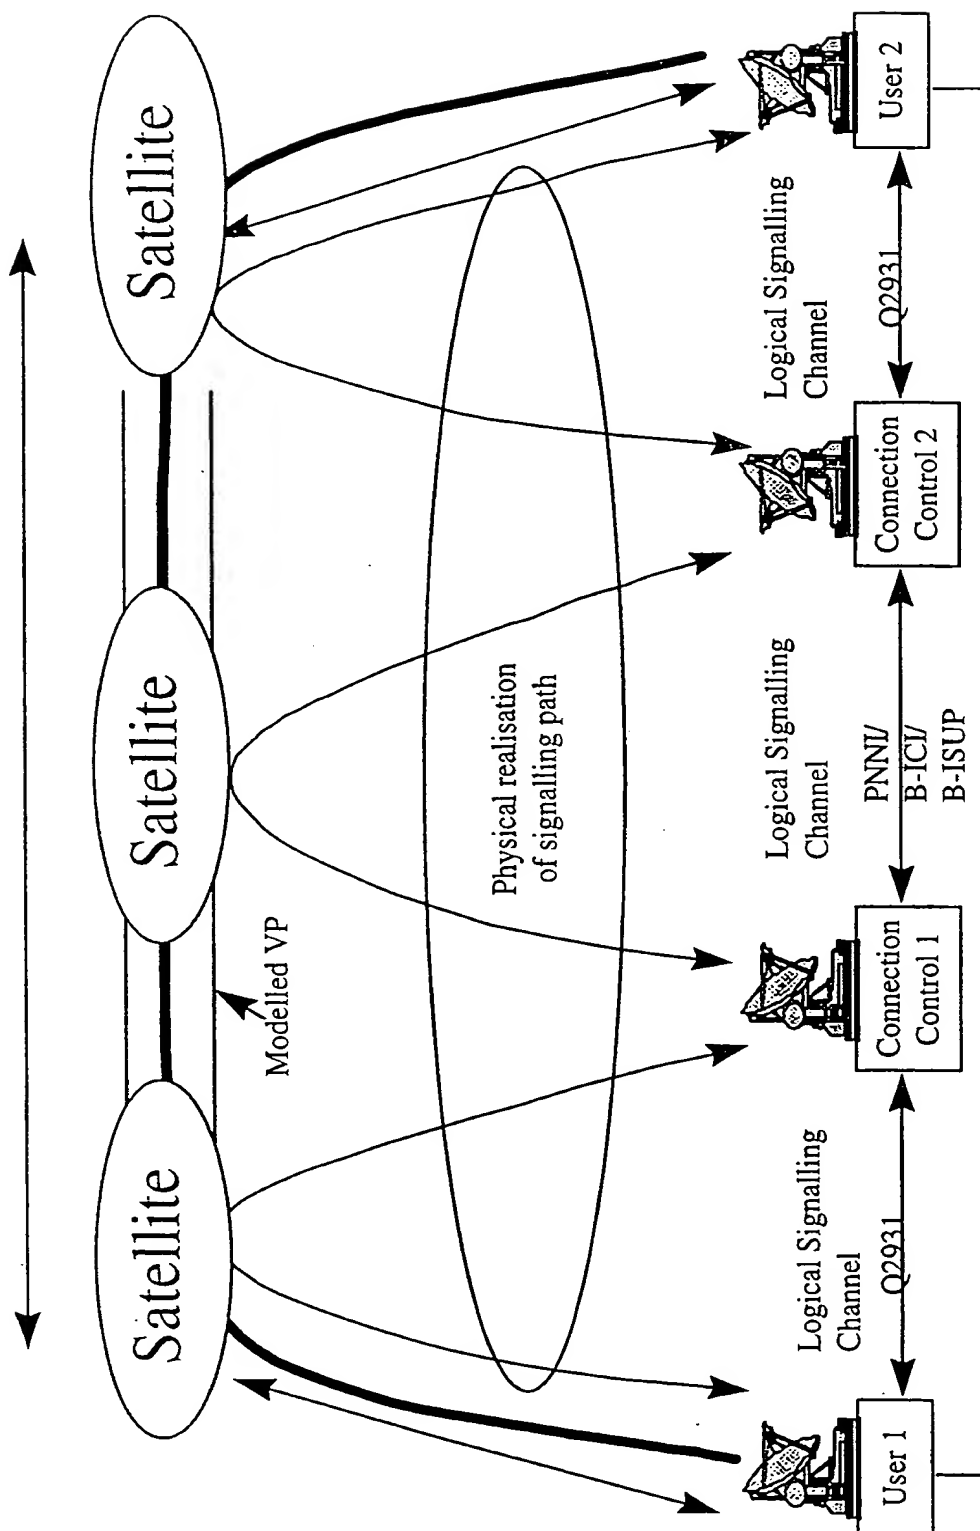 Satellite
Satellite
Satellite
Modelled VP
Physical realisation
of signalling path
Logical Signalling
Channel
Logical Signalling
Channel
Logical Signalling
Channel
User 1
Q2931
Connection
Control 1
PNNI/
B-ICI/
B-ISUP
Connection
Control 2
Q2931
User 2